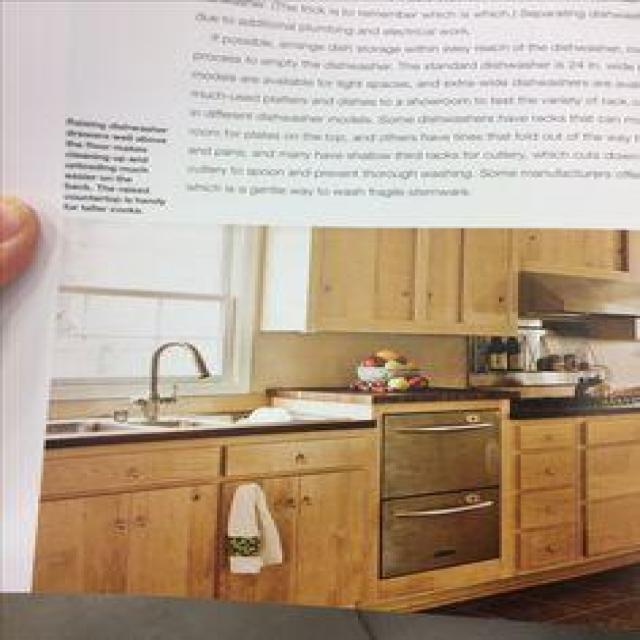 (The trick is to remember which is which.) Separating
due to additional plumbing and electrical work.
If possible, arrange dish storage within easy reach of the dishwasher,
process to empty the dishwasher. The standard dishwasher is 24 in. wide
models are available for tight spaces, and extra-wide dishwashers are
much-used platters and dishes to a showroom to test the variety of rack
in different dishwasher models. Some dishwashers have racks that can
room for plates on the top, and others have tines that fold out of the way
and pans, and many have shallow third racks for cutlery, which cuts down
cutlery to spoon and prevent thorough washing. Some manufacturers
which is a gentle way to wash fragile stemware.
Raising dishwasher
drawers well above
the floor makes
cleaning up and
unloading much
easier on the
back. The raised
countertop is handy
for taller cooks.